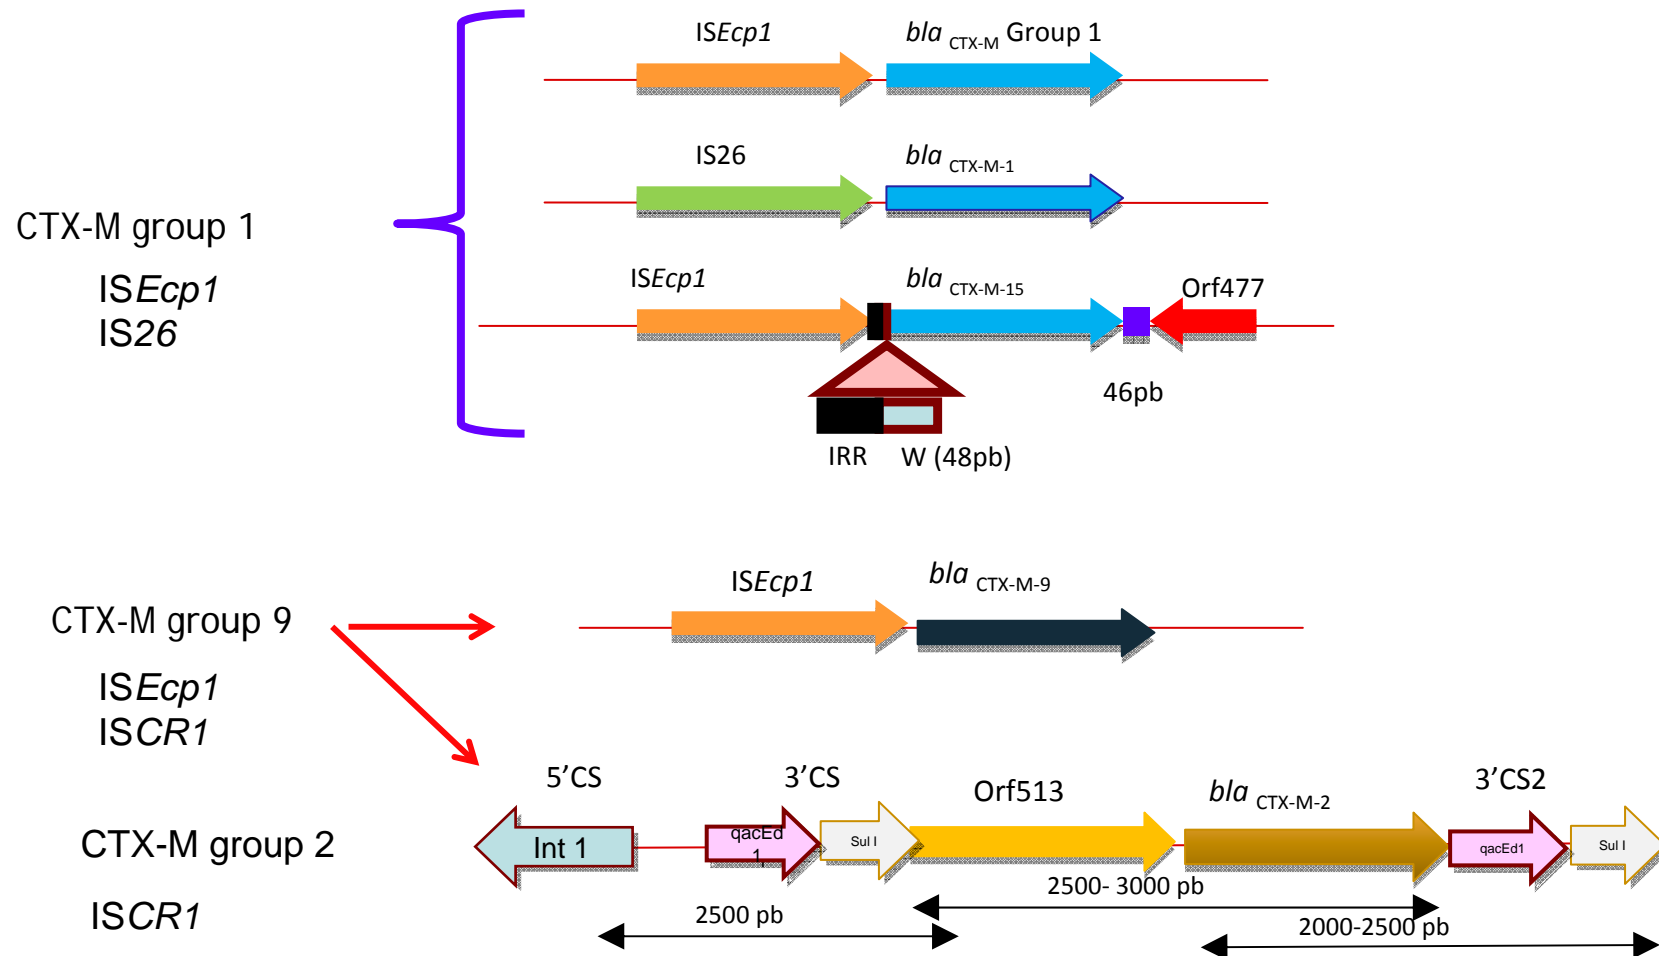 ISEcp1
bla CTX-M Group 1
IS26
bla CTX-M-1
CTX-M group 1
ISEcp1
IS26
ISEcp1
bla CTX-M-15
Orf477
46pb
IRR
W (48pb)
ISEcp1
bla CTX-M-9
CTX-M group 9
ISEcp1
ISCR1
5’CS
3’CS
Orf513
bla CTX-M-2
3’CS2
CTX-M group 2
Int 1
qacEd
1,
Sul I
qacEd1
Sul I
2500- 3000 pb
ISCR1
2500 pb
2000-2500 pb